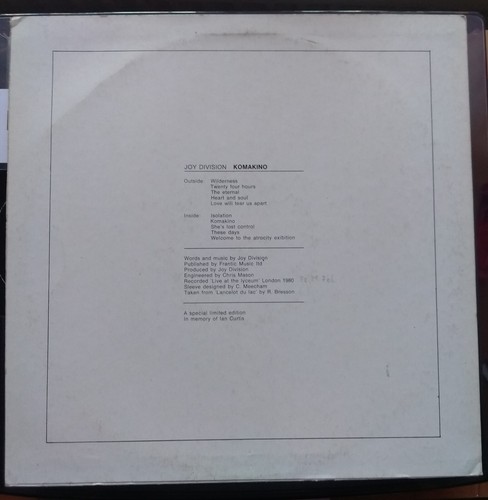 JOY DIVISION KOMAKINO
Outside: Wilderness
Twenty four hours
The eternal
Heart and soul
Love will tear us apart
Inside: Isolation
Komakino
She's lost control
These days
Welcome to the atrocity exibition
Words and music by Joy Division
Published by Frantic Music ltd
Produced by Joy Division
Engineered by Chris Mason
Recorded 'Live at the lyceum' London 1980
Sleeve designed by C. Meecham
Taken from 'Lancelot du lac' by R. Bresson
A special limited edition
In memory of Ian Curtis